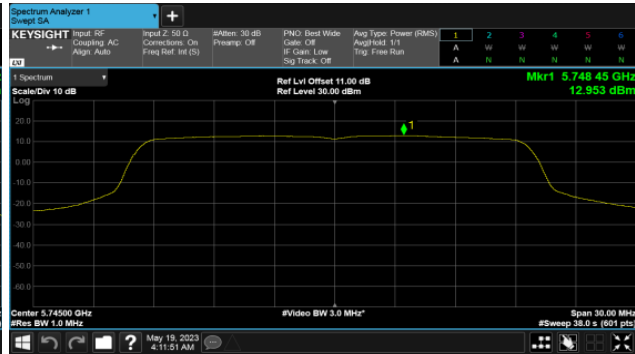 Spectrum Analyzer 1
Swept SA
+
KEYSIGHT Input: RF Input Z: 50 Ω #Atten: 30 dB PNO: Best Wide Avg Type: Power (RMS) 1 2 3 4 5 6
Coupling: AC Corrections: On Preamp: Off Gate: Off Avg|Hold: 1/1 A W W W W W
Align: Auto Freq Ref: Int (S) IF Gain: Low Trig: Free Run
Sig Track: Off A N N N N N
LXI
1 Spectrum Ref Lvl Offset 11.00 dB Mkr1 5.748 45 GHz
Scale/Div 10 dB Ref Level 30.00 dBm 12.953 dBm
Log
20.0
10.0
0.00
-10.0
-20.0
-30.0
-40.0
-50.0
-60.0
1
Center 5.74500 GHz #Video BW 3.0 MHz* Span 30.00 MHz
#Res BW 1.0 MHz #Sweep 38.0 s (601 pts)
? May 19, 2023
4:11:51 AM